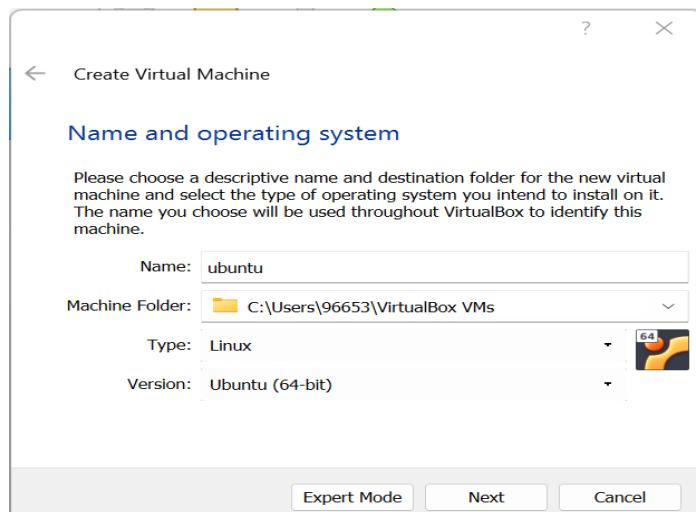 ?
Create Virtual Machine
Name and operating system
Please choose a descriptive name and destination folder for the new virtual
machine and select the type of operating system you intend to install on it.
The name you choose will be used throughout VirtualBox to identify this
machine.
Name: ubuntu
Machine Folder: C:\Users\96653\VirtualBox VMs
Type: Linux
64
Version: Ubuntu (64-bit)
Expert Mode Next Cancel